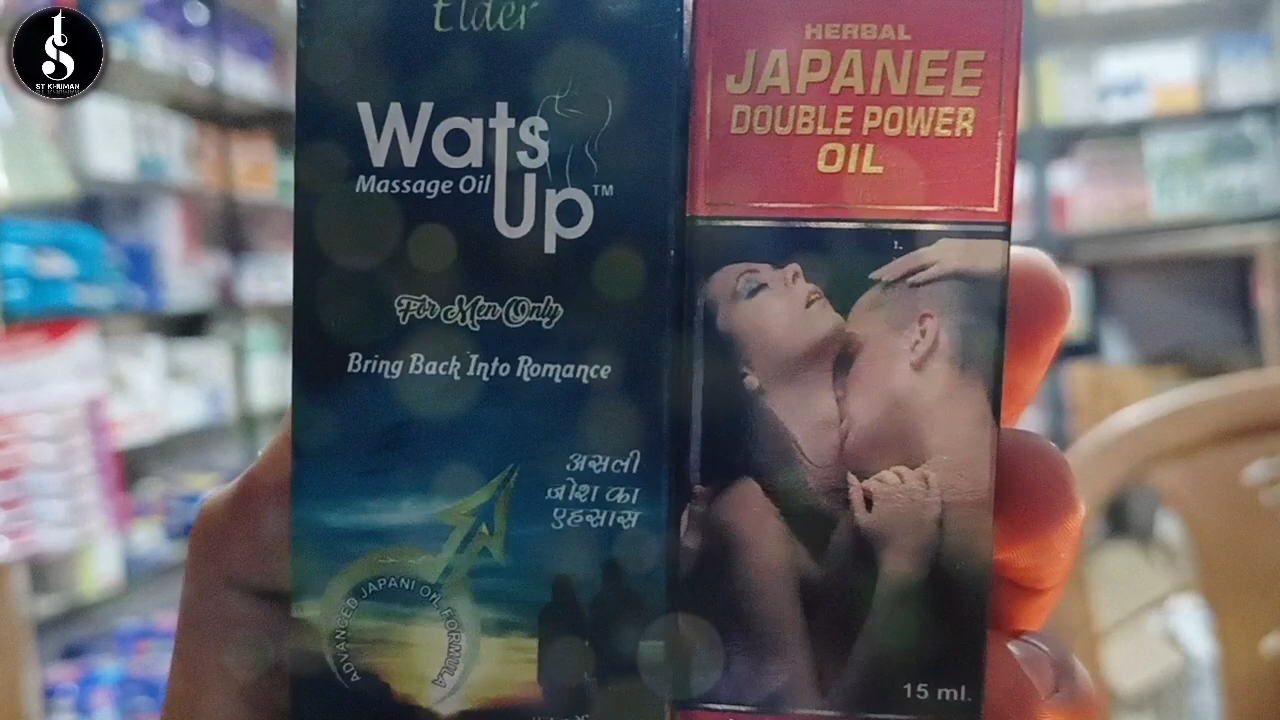 ST KHUMAN
Elder
Wats
Massage Oil
Up™
For Men Only
Bring Back Into Romance
असली
जोश का
एहसास
ADVANCED JAPANI OIL FORMULA
HERBAL
JAPANEE
DOUBLE POWER
OIL
15 ml.